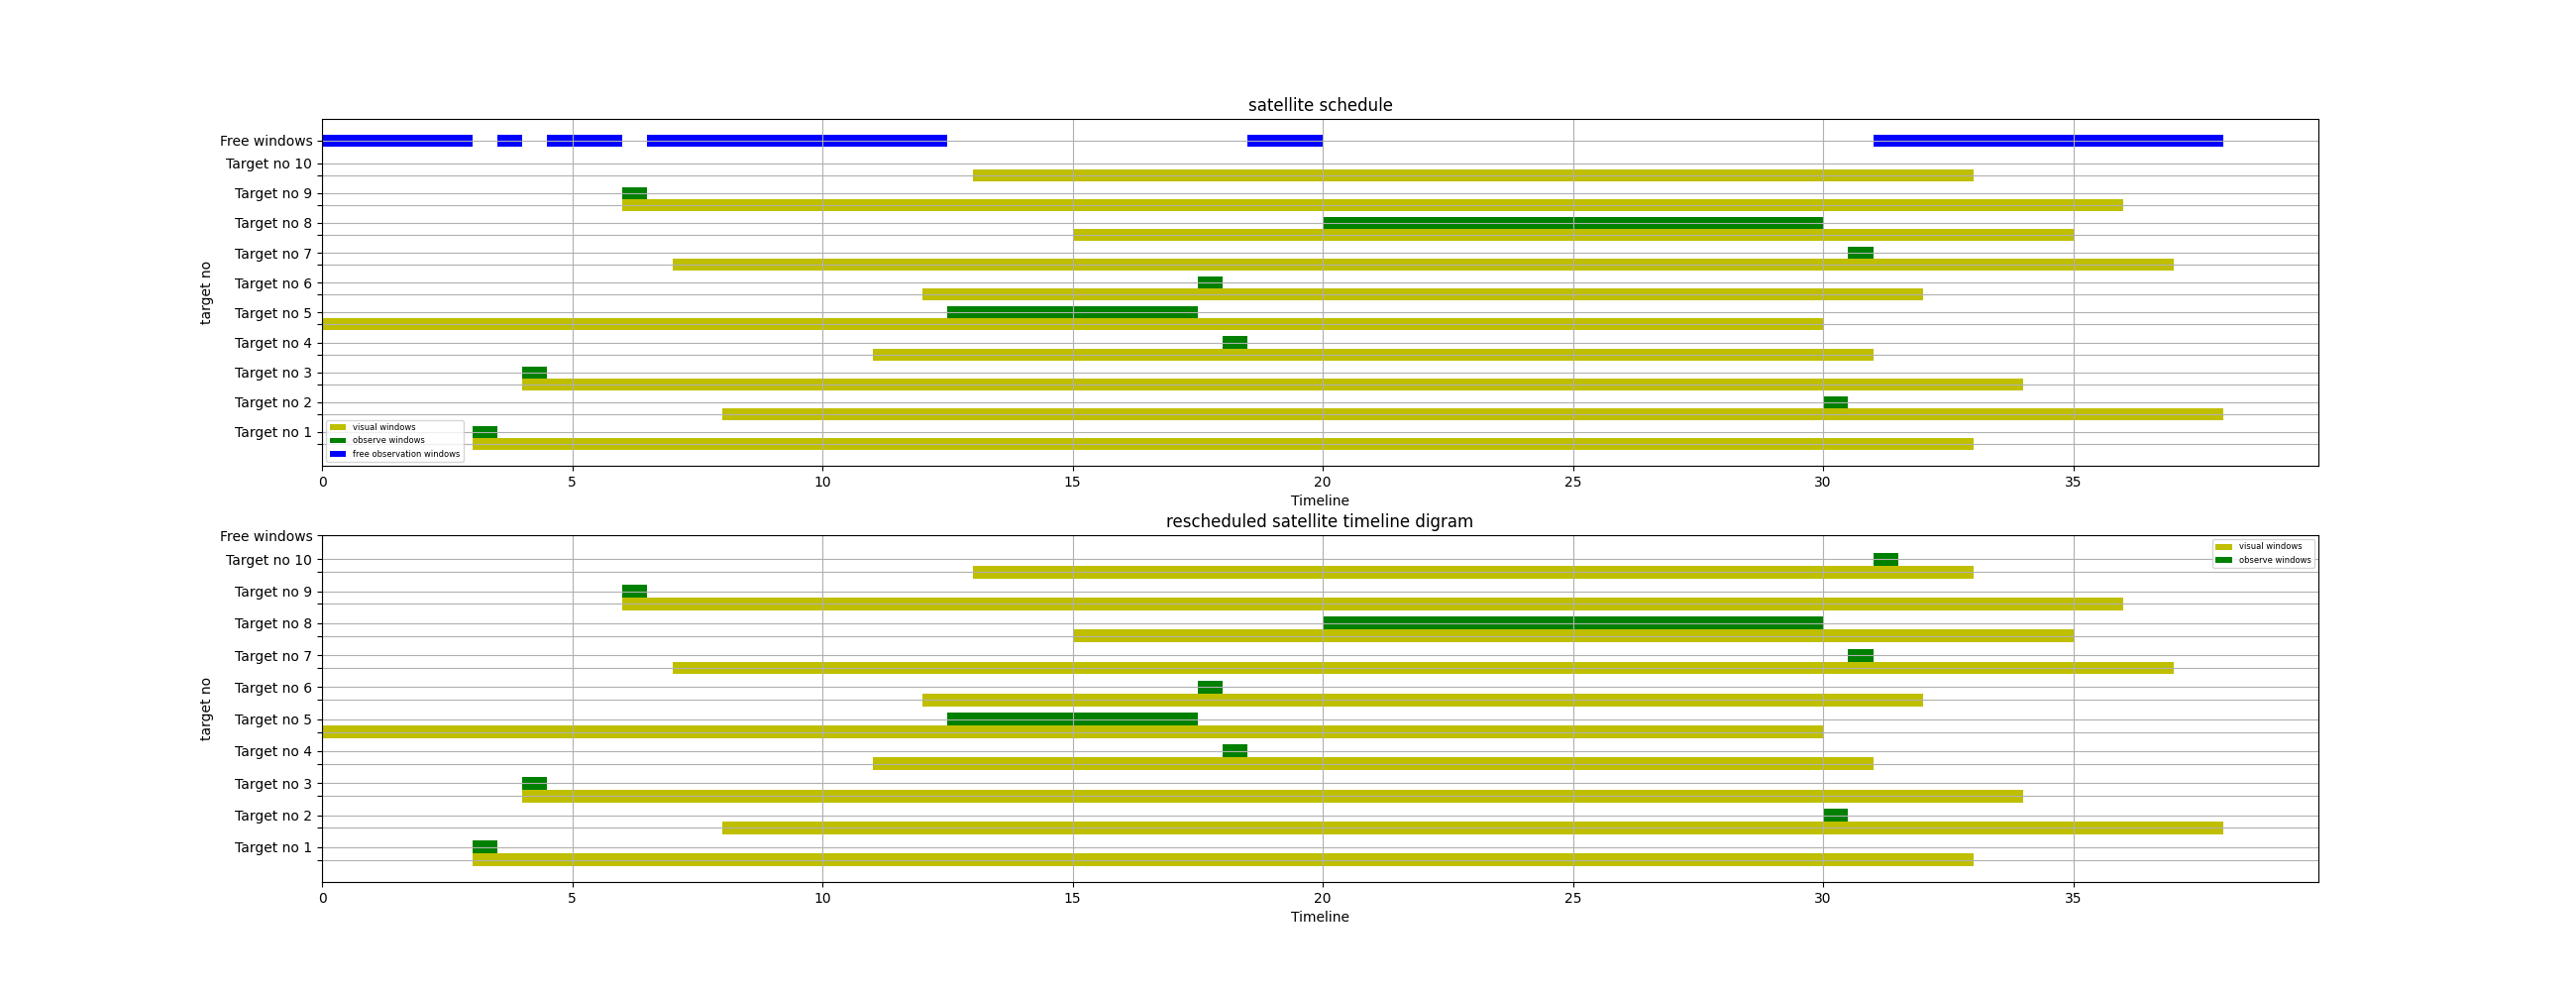 satellite schedule
Free windows
Target no 10
Target no 9
Target no 8
Target no 7
Target no 6
Target no 5
Target no 4
Target no 3
Target no 2
Target no 1
target no
visual windows
observe windows
free observation windows
0 5 10 15 20 25 30 35
Timeline
rescheduled satellite timeline digram
Free windows
Target no 10
Target no 9
Target no 8
Target no 7
Target no 6
Target no 5
Target no 4
Target no 3
Target no 2
Target no 1
target no
visual windows
observe windows
0 5 10 15 20 25 30 35
Timeline